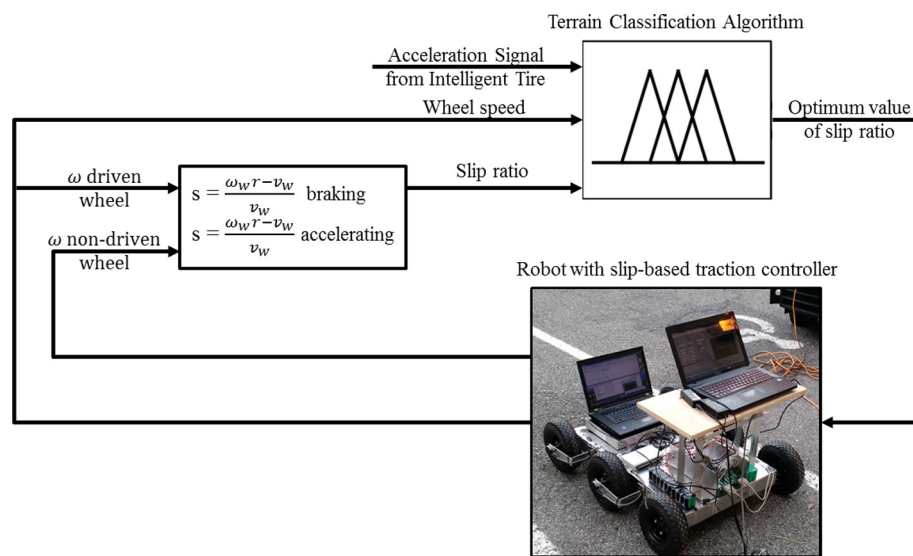 Terrain Classification Algorithm
Acceleration Signal
from Intelligent Tire
Wheel speed
Optimum value
of slip ratio
ω driven
wheel
s = (ω_w r − v_w)/v_w braking
Slip ratio
s = (ω_w r − v_w)/v_w accelerating
ω non-driven
wheel
Robot with slip-based traction controller